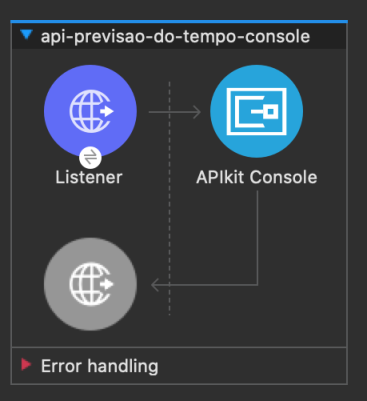 api-previsao-do-tempo-console
Listener
APIkit Console
Error handling